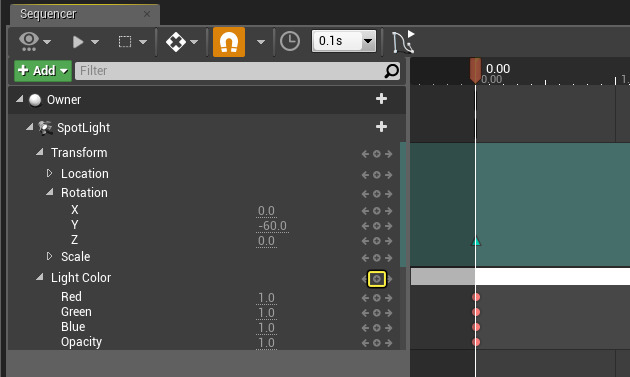 Sequencer
0.1s
Add
Filter
0.00
0.00
1.
Owner
SpotLight
Transform
Location
Rotation
X 0.0
Y -60.0
Z 0.0
Scale
Light Color
Red 1.0
Green 1.0
Blue 1.0
Opacity 1.0